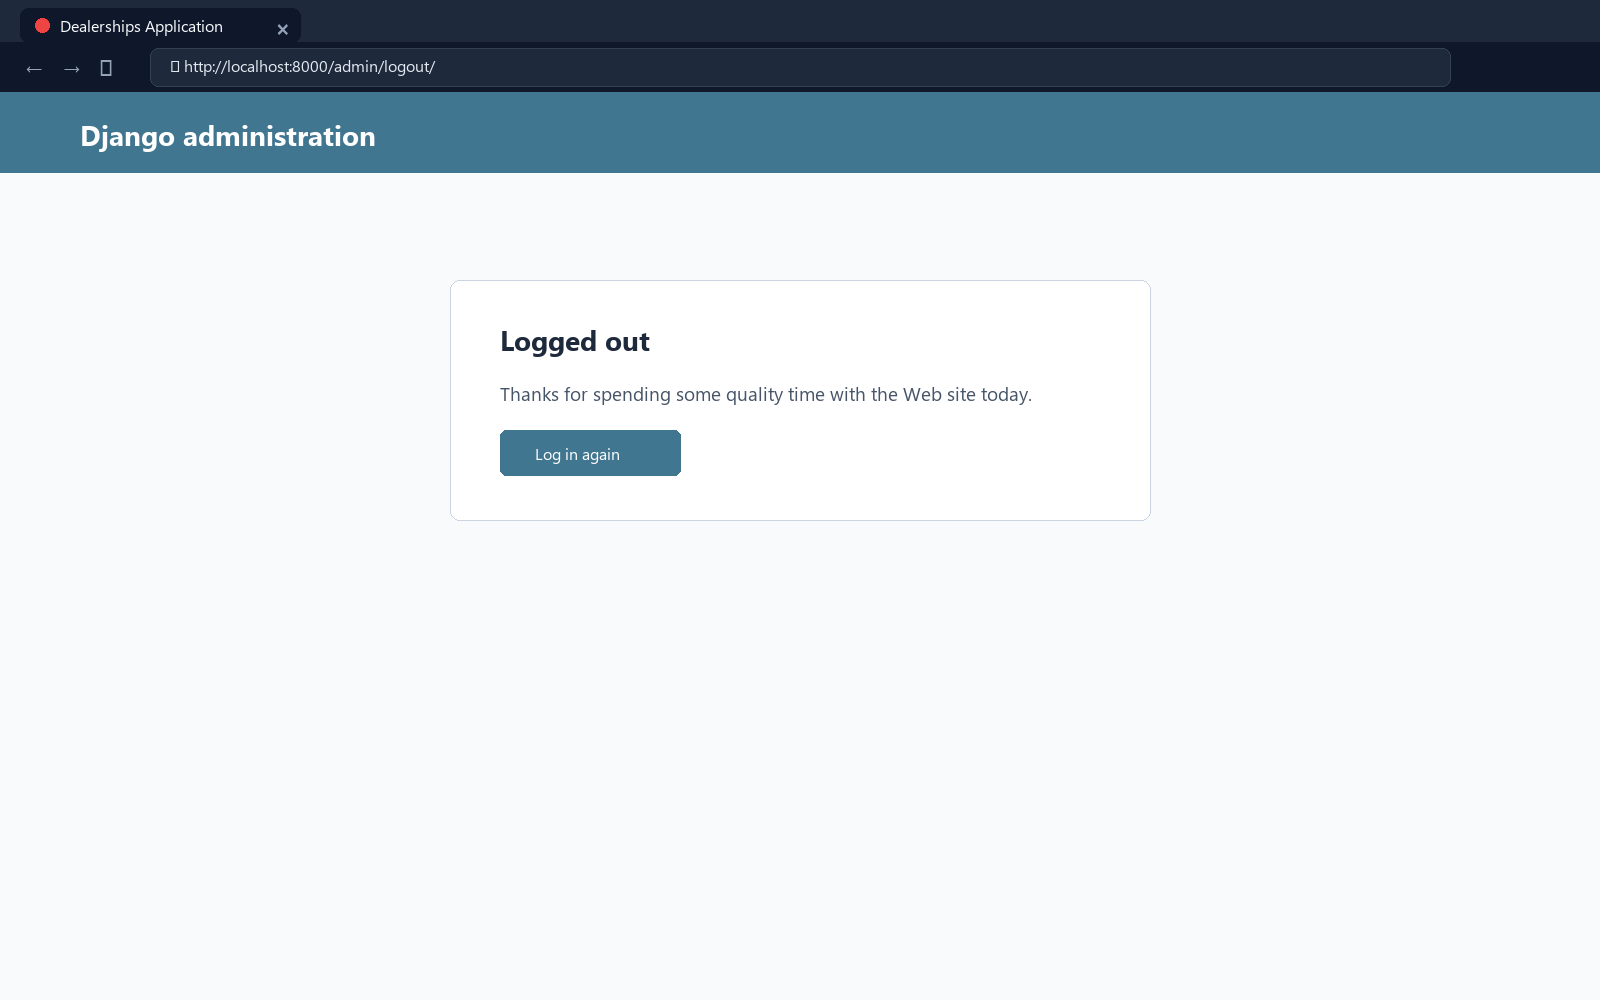 Dealerships Application ×
← → http://localhost:8000/admin/logout/
Django administration
Logged out
Thanks for spending some quality time with the Web site today.
Log in again